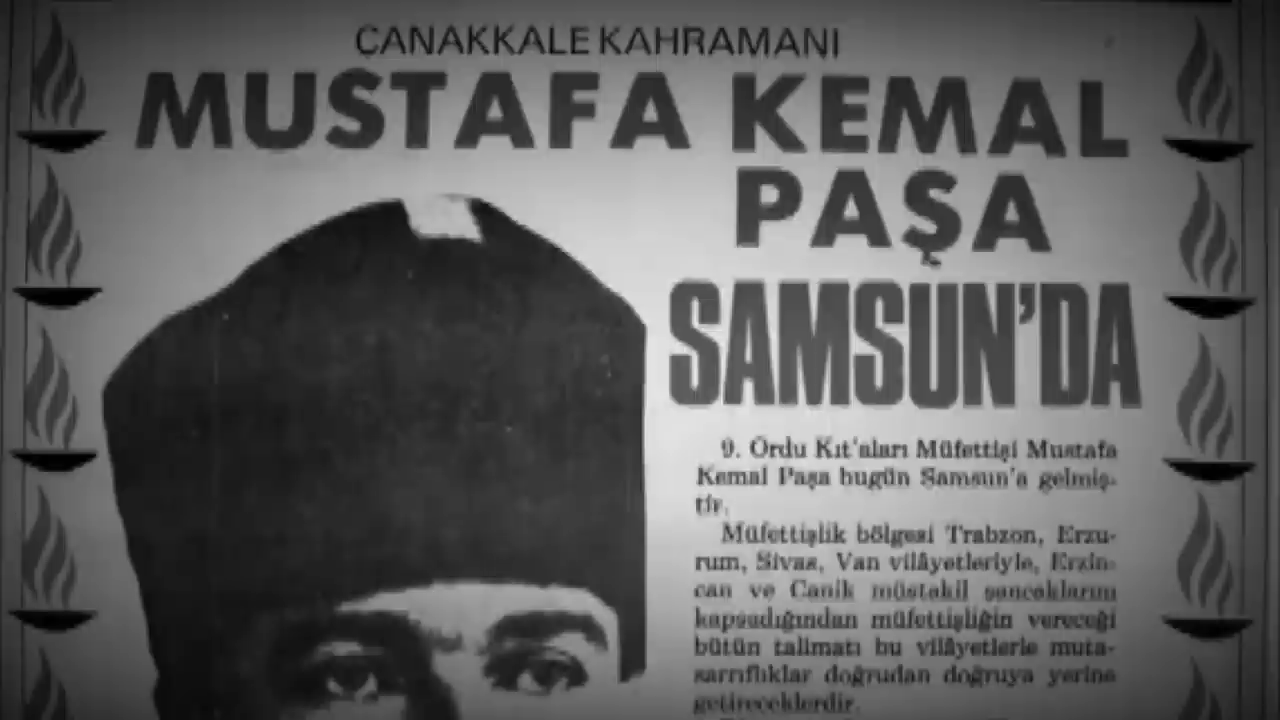 ÇANAKKALE KAHRAMANI
MUSTAFA KEMAL
PAŞA
SAMSUN'DA
9. Ordu Kıt'aları Müfettişi Mustafa
Kemal Paşa bugün Samsun'a gelmiş-
tir.
Müfettişlik bölgesi Trabzon, Erzu-
rum, Sivas, Van vilâyetleriyle, Erzin-
can ve Canik müstakil sancaklarını
kapsadığından müfettişliğin vereceği
bütün talimatı bu vilâyetlerle muta-
sarrıflıklar doğrudan doğruya yerine
getireceklerdir.